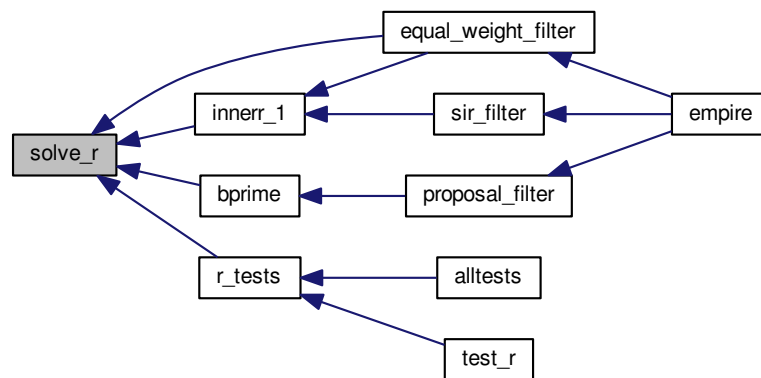 equal_weight_filter
innerr_1
sir_filter
empire
solve_r
bprime
proposal_filter
r_tests
alltests
test_r